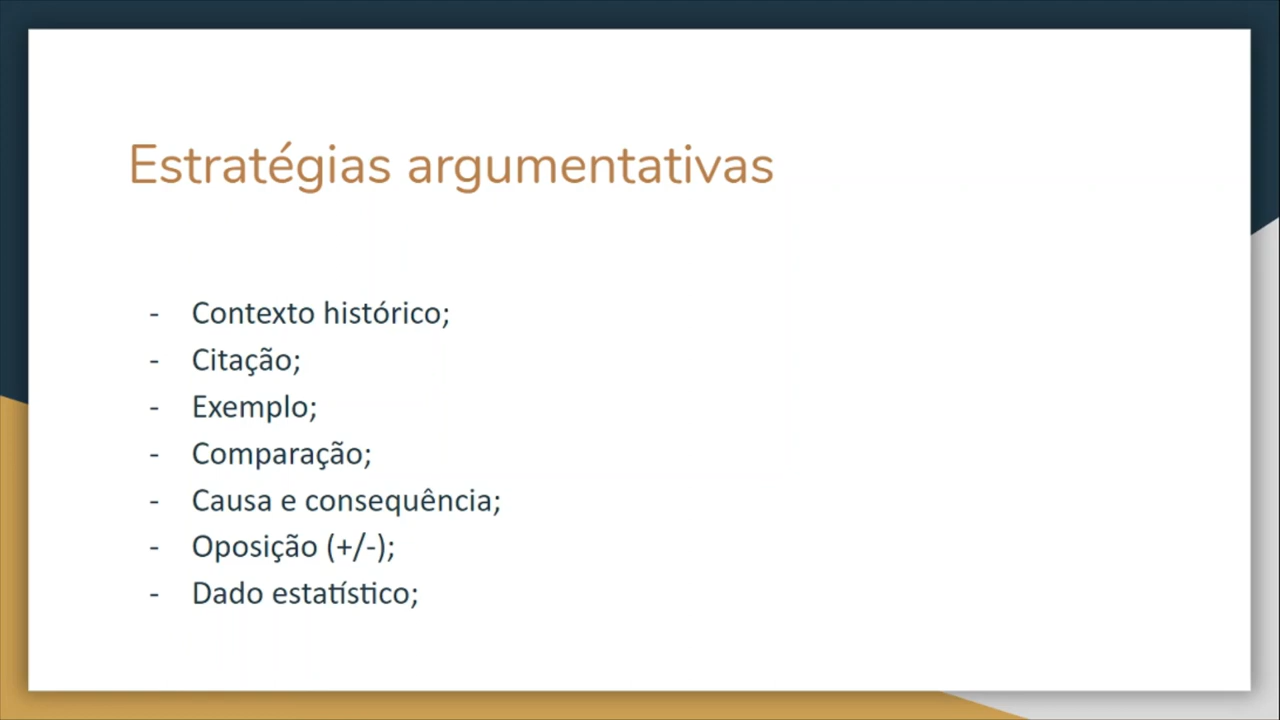 Estratégias argumentativas
- Contexto histórico;
- Citação;
- Exemplo;
- Comparação;
- Causa e consequência;
- Oposição (+/-);
- Dado estatístico;